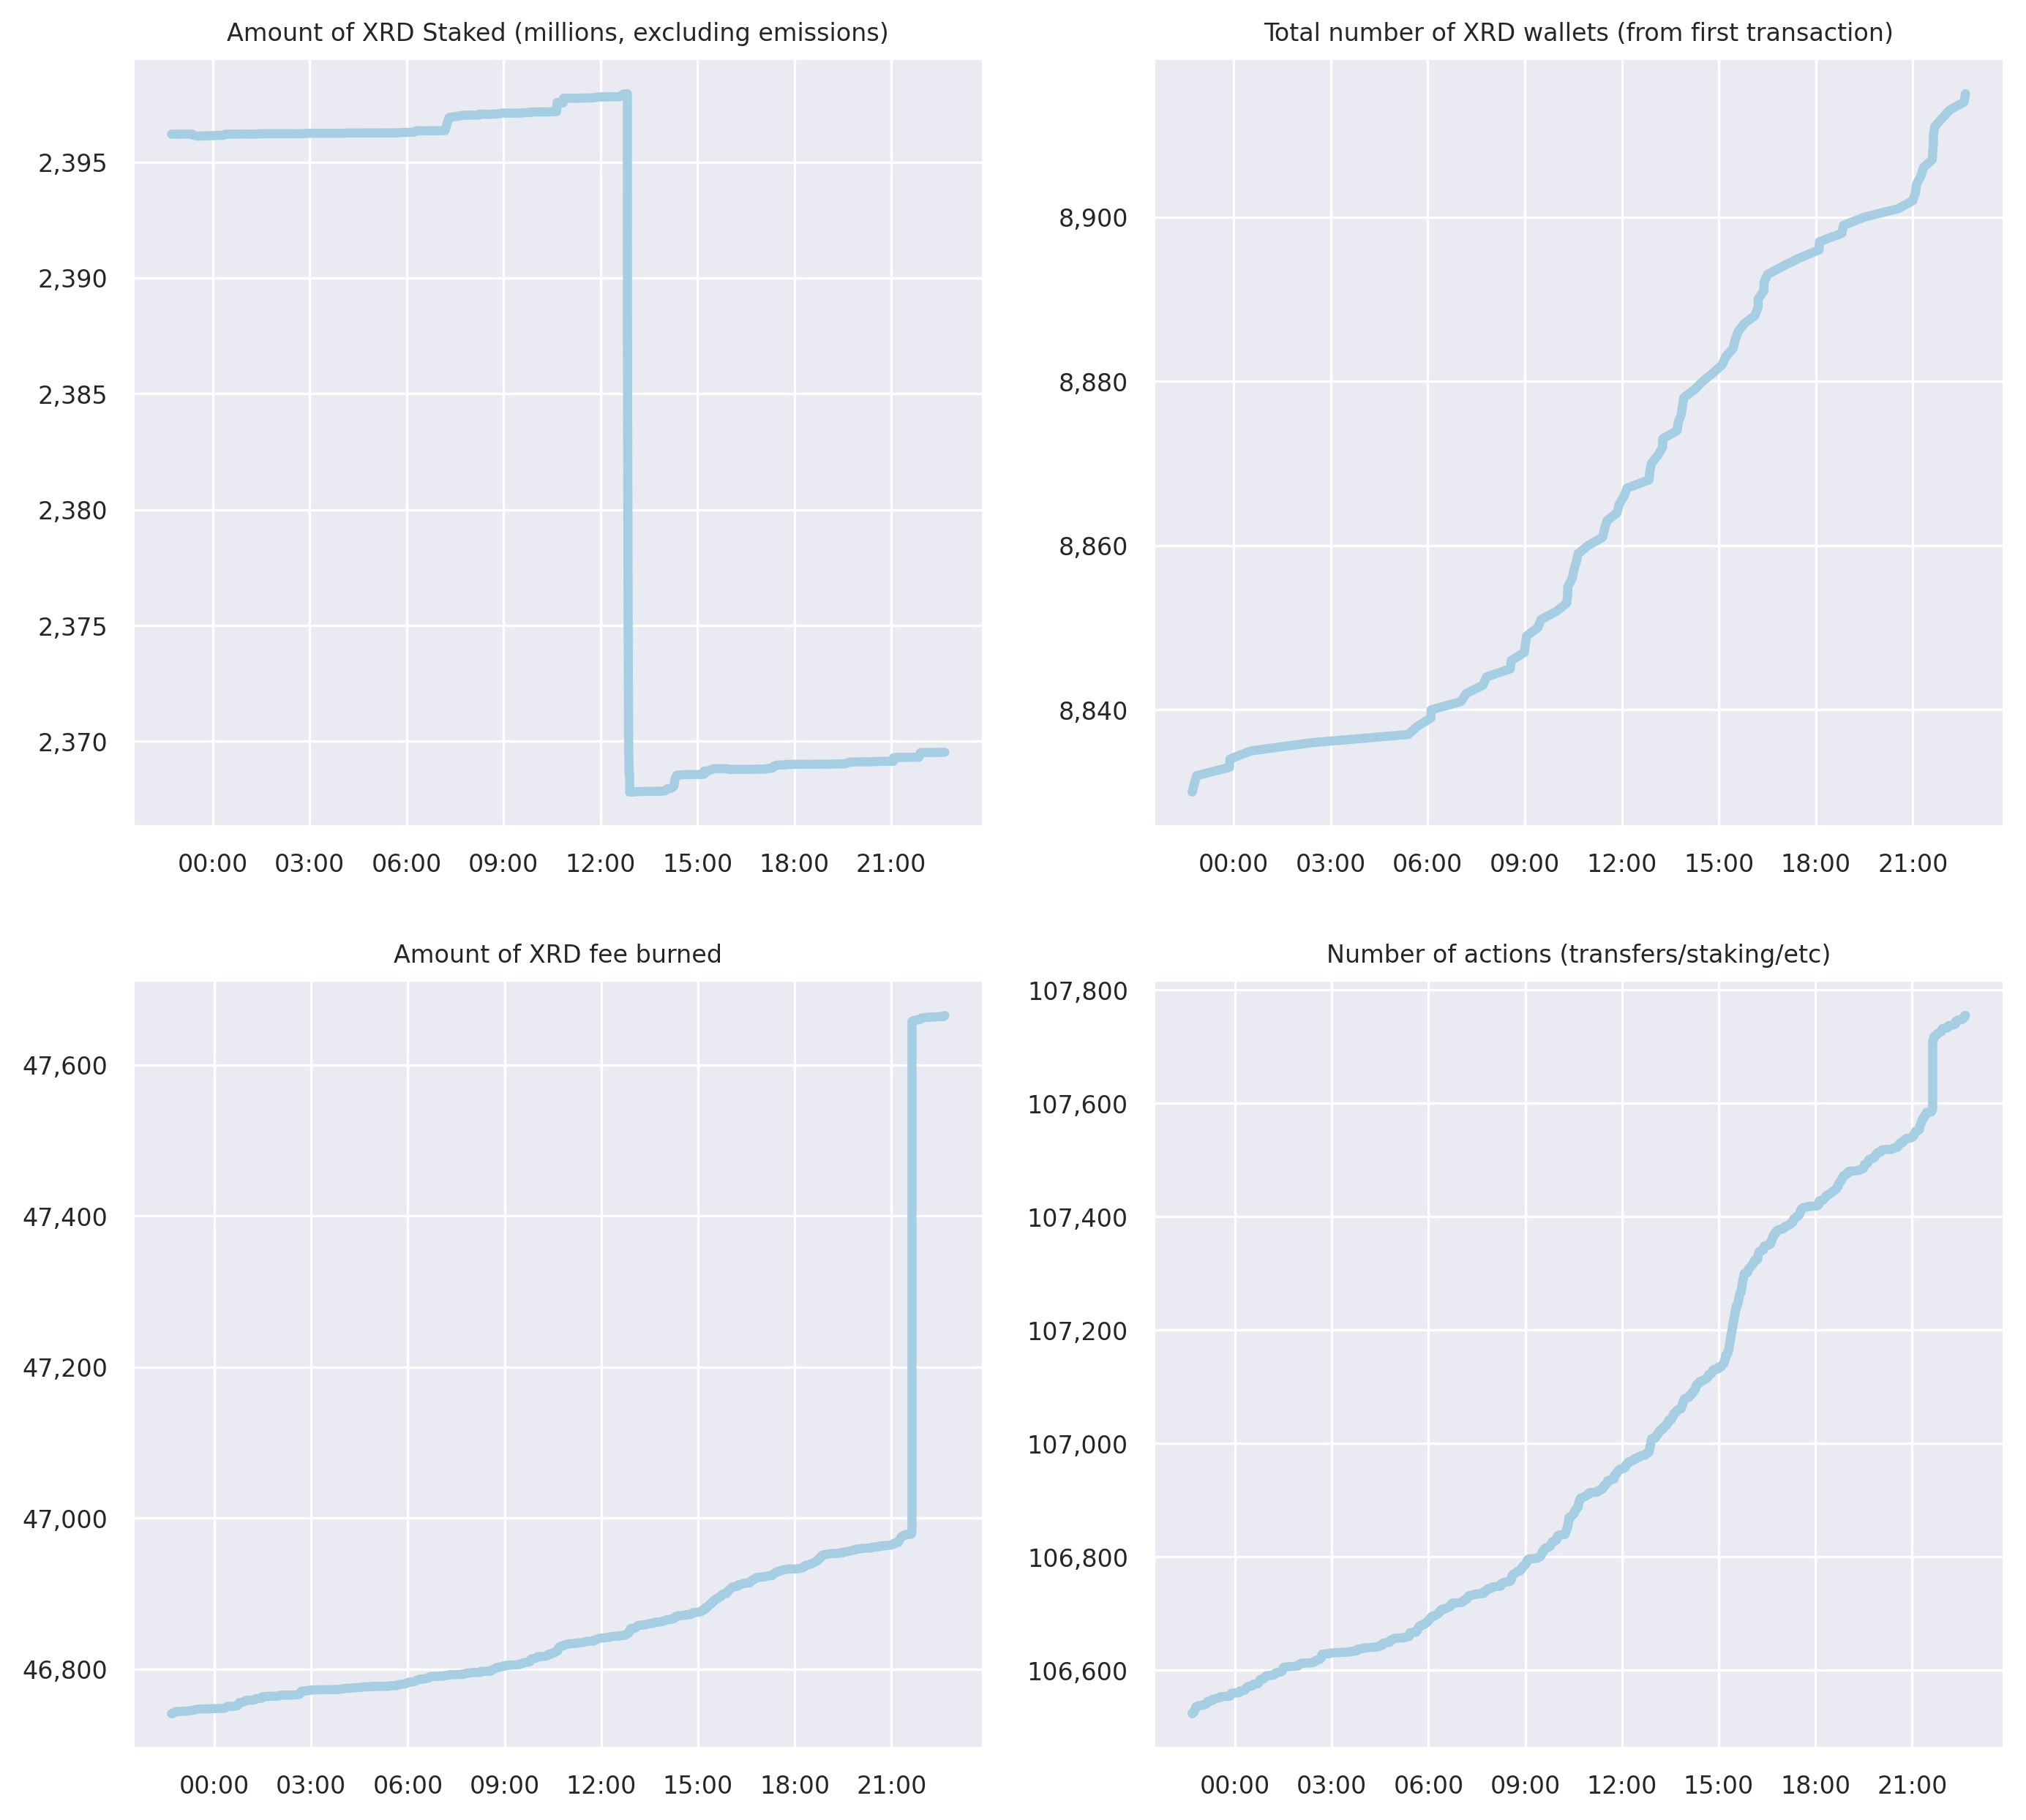 Amount of XRD Staked (millions, excluding emissions)
2,395
2,390
2,385
2,380
2,375
2,370
00:00 03:00 06:00 09:00 12:00 15:00 18:00 21:00
Total number of XRD wallets (from first transaction)
8,900
8,880
8,860
8,840
00:00 03:00 06:00 09:00 12:00 15:00 18:00 21:00
Amount of XRD fee burned
47,600
47,400
47,200
47,000
46,800
00:00 03:00 06:00 09:00 12:00 15:00 18:00 21:00
Number of actions (transfers/staking/etc)
107,800
107,600
107,400
107,200
107,000
106,800
106,600
00:00 03:00 06:00 09:00 12:00 15:00 18:00 21:00